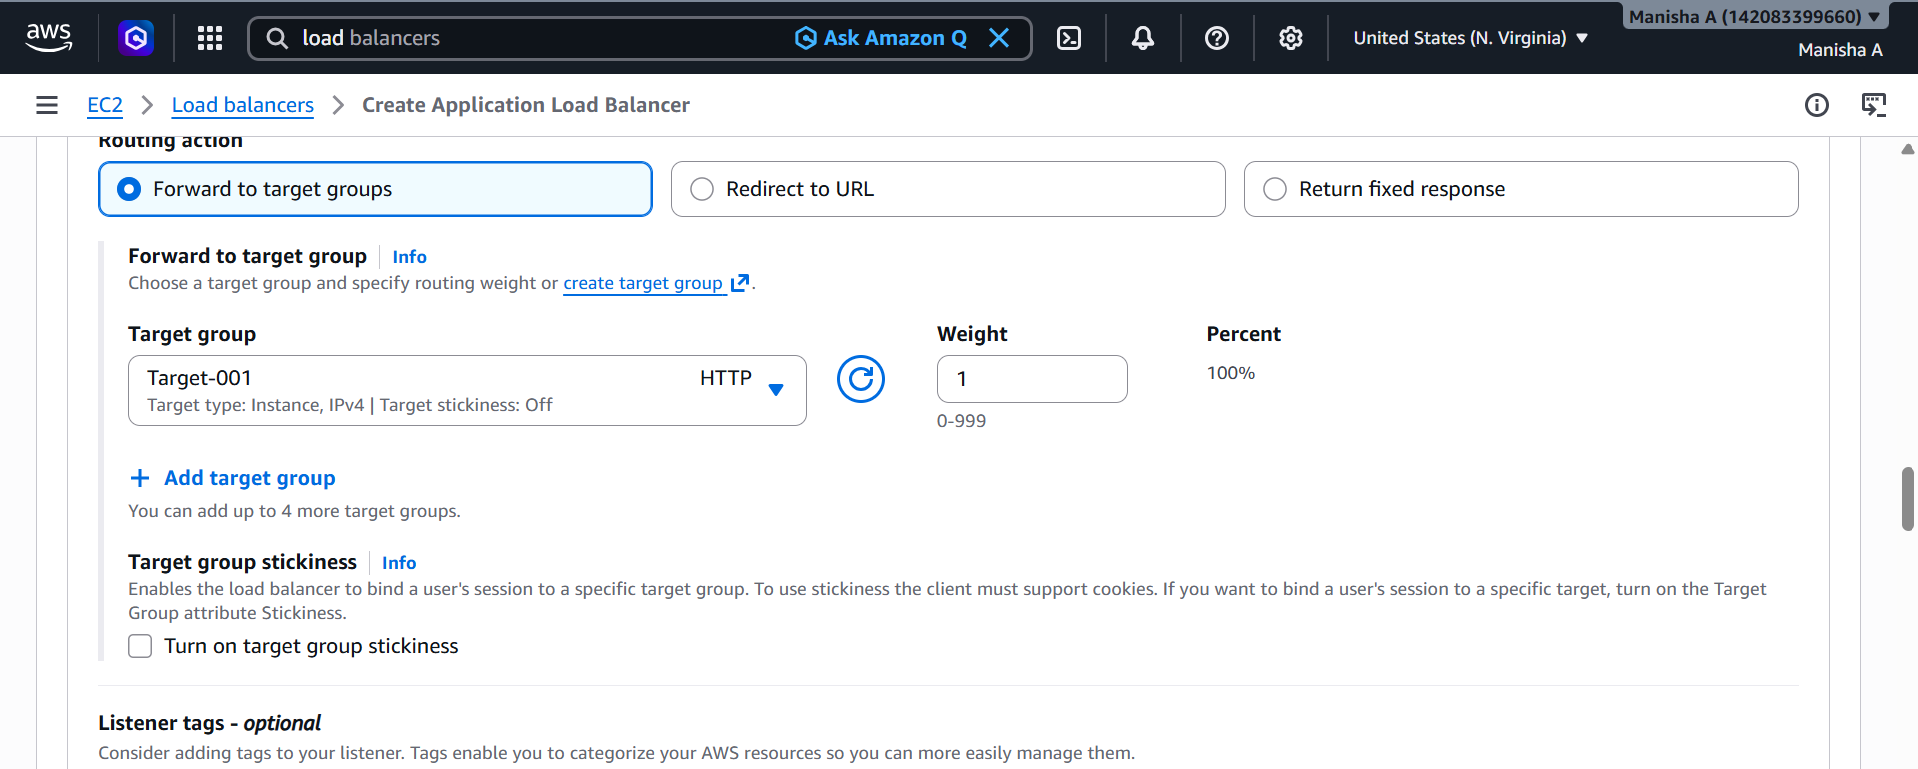 aws
load balancers
Ask Amazon Q
United States (N. Virginia)
Manisha A (142083399660)
Manisha A
EC2
Load balancers
Create Application Load Balancer
Routing action
Forward to target groups
Redirect to URL
Return fixed response
Forward to target group
Info
Choose a target group and specify routing weight or create target group .
Target group
Weight
Percent
Target-001
HTTP
Target type: Instance, IPv4 | Target stickiness: Off
1
100%
0-999
Add target group
You can add up to 4 more target groups.
Target group stickiness
Info
Enables the load balancer to bind a user's session to a specific target group. To use stickiness the client must support cookies. If you want to bind a user's session to a specific target, turn on the Target
Group attribute Stickiness.
Turn on target group stickiness
Listener tags - optional
Consider adding tags to your listener. Tags enable you to categorize your AWS resources so you can more easily manage them.